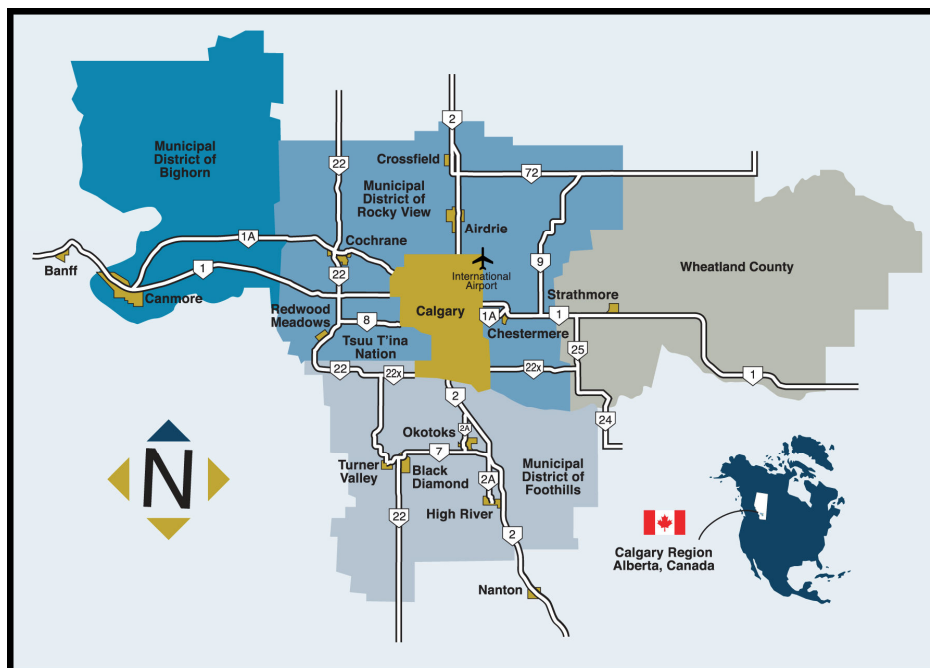 2
Crossfield
72
22
Municipal
District of
Bighorn
Municipal
District of
Rocky View
Airdrie
1A
Cochrane
Banff
1
22
International
Airport
9
Wheatland County
Canmore
Redwood
Meadows
8
Calgary
1A
Chestermere
1
Strathmore
Tsuu T'ina
Nation
25
22
22x
22x
1
2
24
Okotoks
2A
7
Turner
Valley
Black
Diamond
2A
Municipal
District of
Foothills
22
High River
2
Nanton
N
Calgary Region
Alberta, Canada